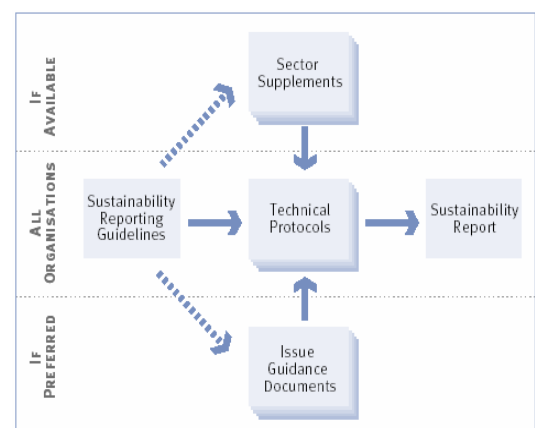 IF
AVAILABLE
Sector
Supplements
ALL
ORGANISATIONS
Sustainability
Reporting
Guidelines
Technical
Protocols
Sustainability
Report
IF
PREFERRED
Issue
Guidance
Documents